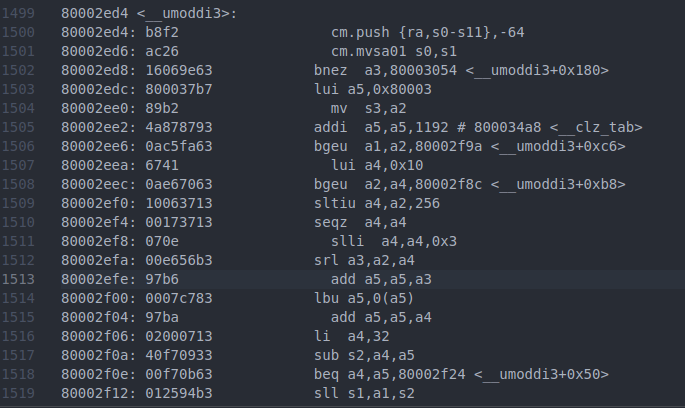 1499 80002ed4 <__umoddi3>:
1500 80002ed4: b8f2 cm.push {ra,s0-s11},-64
1501 80002ed6: ac26 cm.mvsa01 s0,s1
1502 80002ed8: 16069e63 bnez a3,80003054 <__umoddi3+0x180>
1503 80002edc: 800037b7 lui a5,0x80003
1504 80002ee0: 89b2 mv s3,a2
1505 80002ee2: 4a878793 addi a5,a5,1192 # 800034a8 <__clz_tab>
1506 80002ee6: 0ac5fa63 bgeu a1,a2,80002f9a <__umoddi3+0xc6>
1507 80002eea: 6741 lui a4,0x10
1508 80002eec: 0ae67063 bgeu a2,a4,80002f8c <__umoddi3+0xb8>
1509 80002ef0: 10063713 sltiu a4,a2,256
1510 80002ef4: 00173713 seqz a4,a4
1511 80002ef8: 070e slli a4,a4,0x3
1512 80002efa: 00e656b3 srl a3,a2,a4
1513 80002efe: 97b6 add a5,a5,a3
1514 80002f00: 0007c783 lbu a5,0(a5)
1515 80002f04: 97ba add a5,a5,a4
1516 80002f06: 02000713 li a4,32
1517 80002f0a: 40f70933 sub s2,a4,a5
1518 80002f0e: 00f70b63 beq a4,a5,80002f24 <__umoddi3+0x50>
1519 80002f12: 012594b3 sll s1,a1,s2